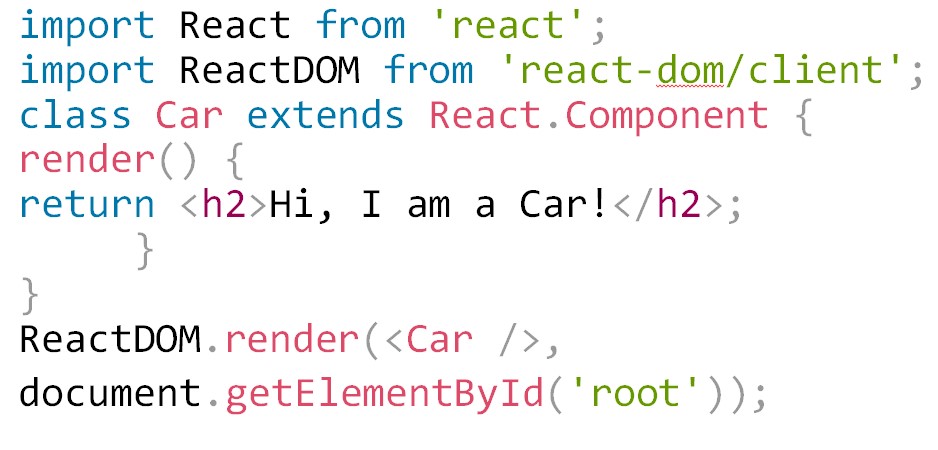 import React from 'react';
import ReactDOM from 'react-dom/client';
class Car extends React.Component {
render() {
return <h2>Hi, I am a Car!</h2>;
}
}
ReactDOM.render(<Car />,
document.getElementById('root'));